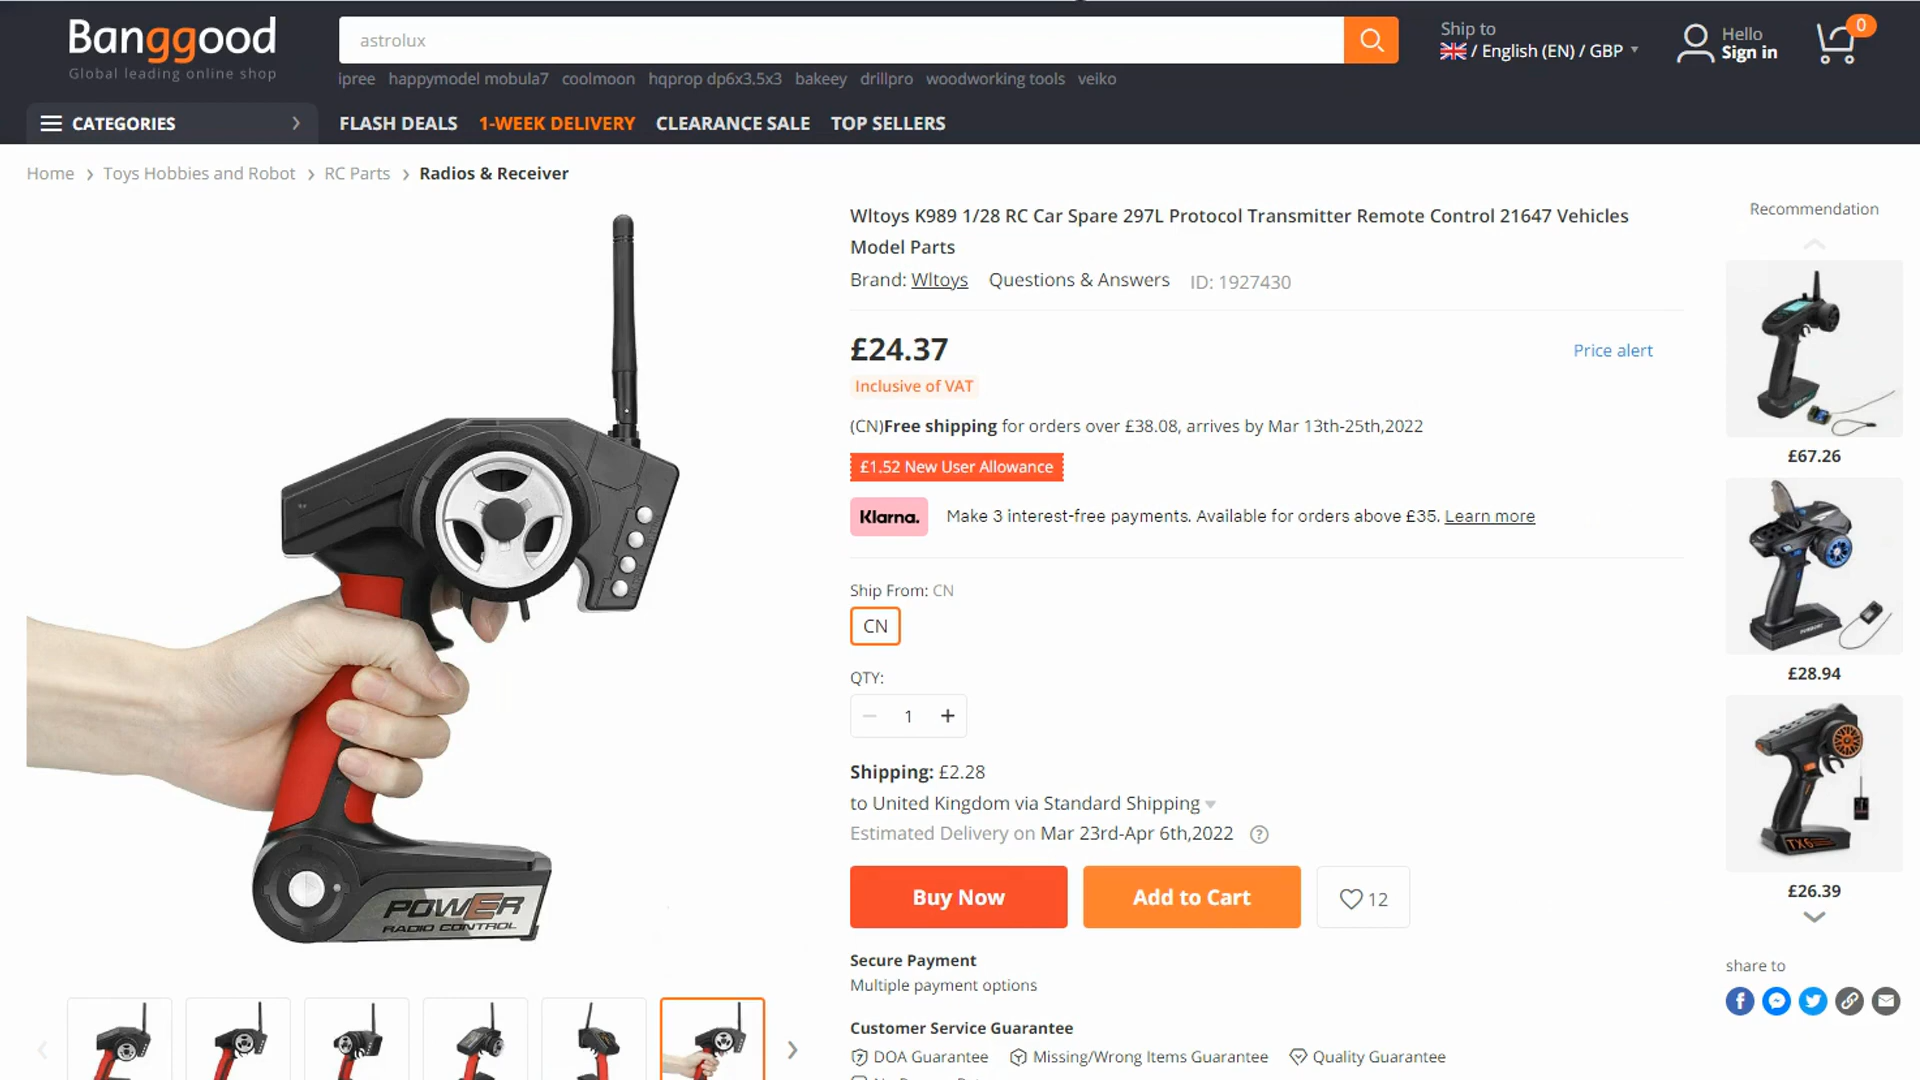 Banggood
Global leading online shop
astrolux
ipree happymodel mobula7 coolmoon hqprop dp6x3.5x3 bakeey drillpro woodworking tools veiko
Ship to
/ English (EN) / GBP
Hello
Sign in
0
CATEGORIES
FLASH DEALS 1-WEEK DELIVERY CLEARANCE SALE TOP SELLERS
Home > Toys Hobbies and Robot > RC Parts > Radios & Receiver
Wltoys K989 1/28 RC Car Spare 297L Protocol Transmitter Remote Control 21647 Vehicles
Model Parts
Brand: Wltoys Questions & Answers ID: 1927430
£24.37
Price alert
Inclusive of VAT
(CN)Free shipping for orders over £38.08, arrives by Mar 13th-25th,2022
£1.52 New User Allowance
Klarna. Make 3 interest-free payments. Available for orders above £35. Learn more
Ship From: CN
CN
QTY:
1
Shipping: £2.28
to United Kingdom via Standard Shipping
Estimated Delivery on Mar 23rd-Apr 6th,2022
Buy Now
Add to Cart
12
Secure Payment
Multiple payment options
Customer Service Guarantee
DOA Guarantee Missing/Wrong Items Guarantee Quality Guarantee
POWER
RADIO CONTROL
Recommendation
£67.26
£28.94
TX6
£26.39
share to